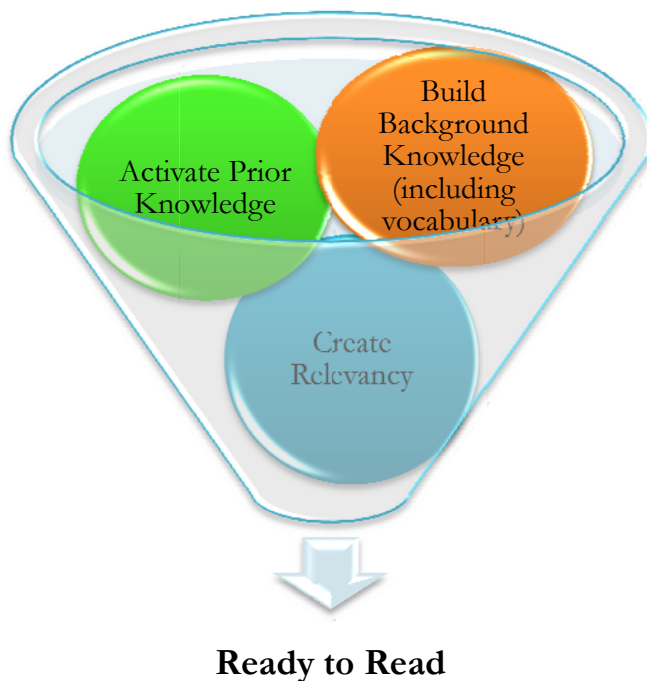 Activate Prior
Knowledge
Build
Background
Knowledge
(including
vocabulary)
Create
Relevancy
Ready to Read